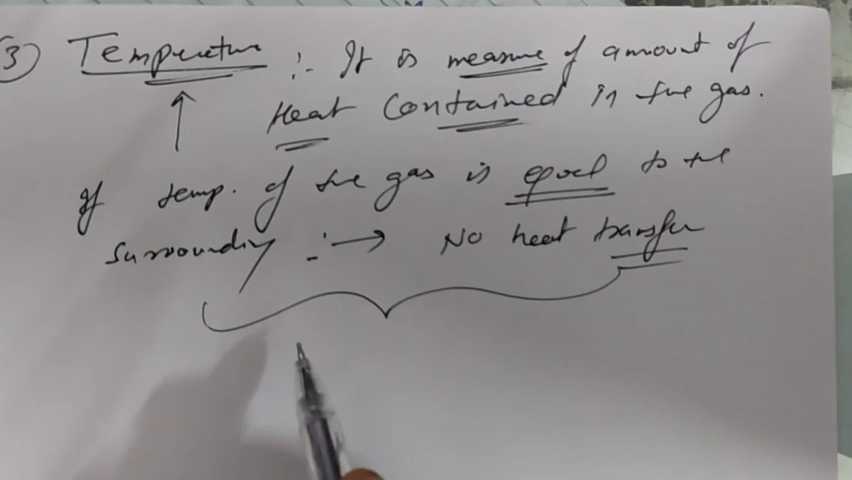 3) Temperature :- It is measure of amount of
Heat Contained in the gas.
If temp. of the gas is equal to the
surrounding :-→ No heat transfer